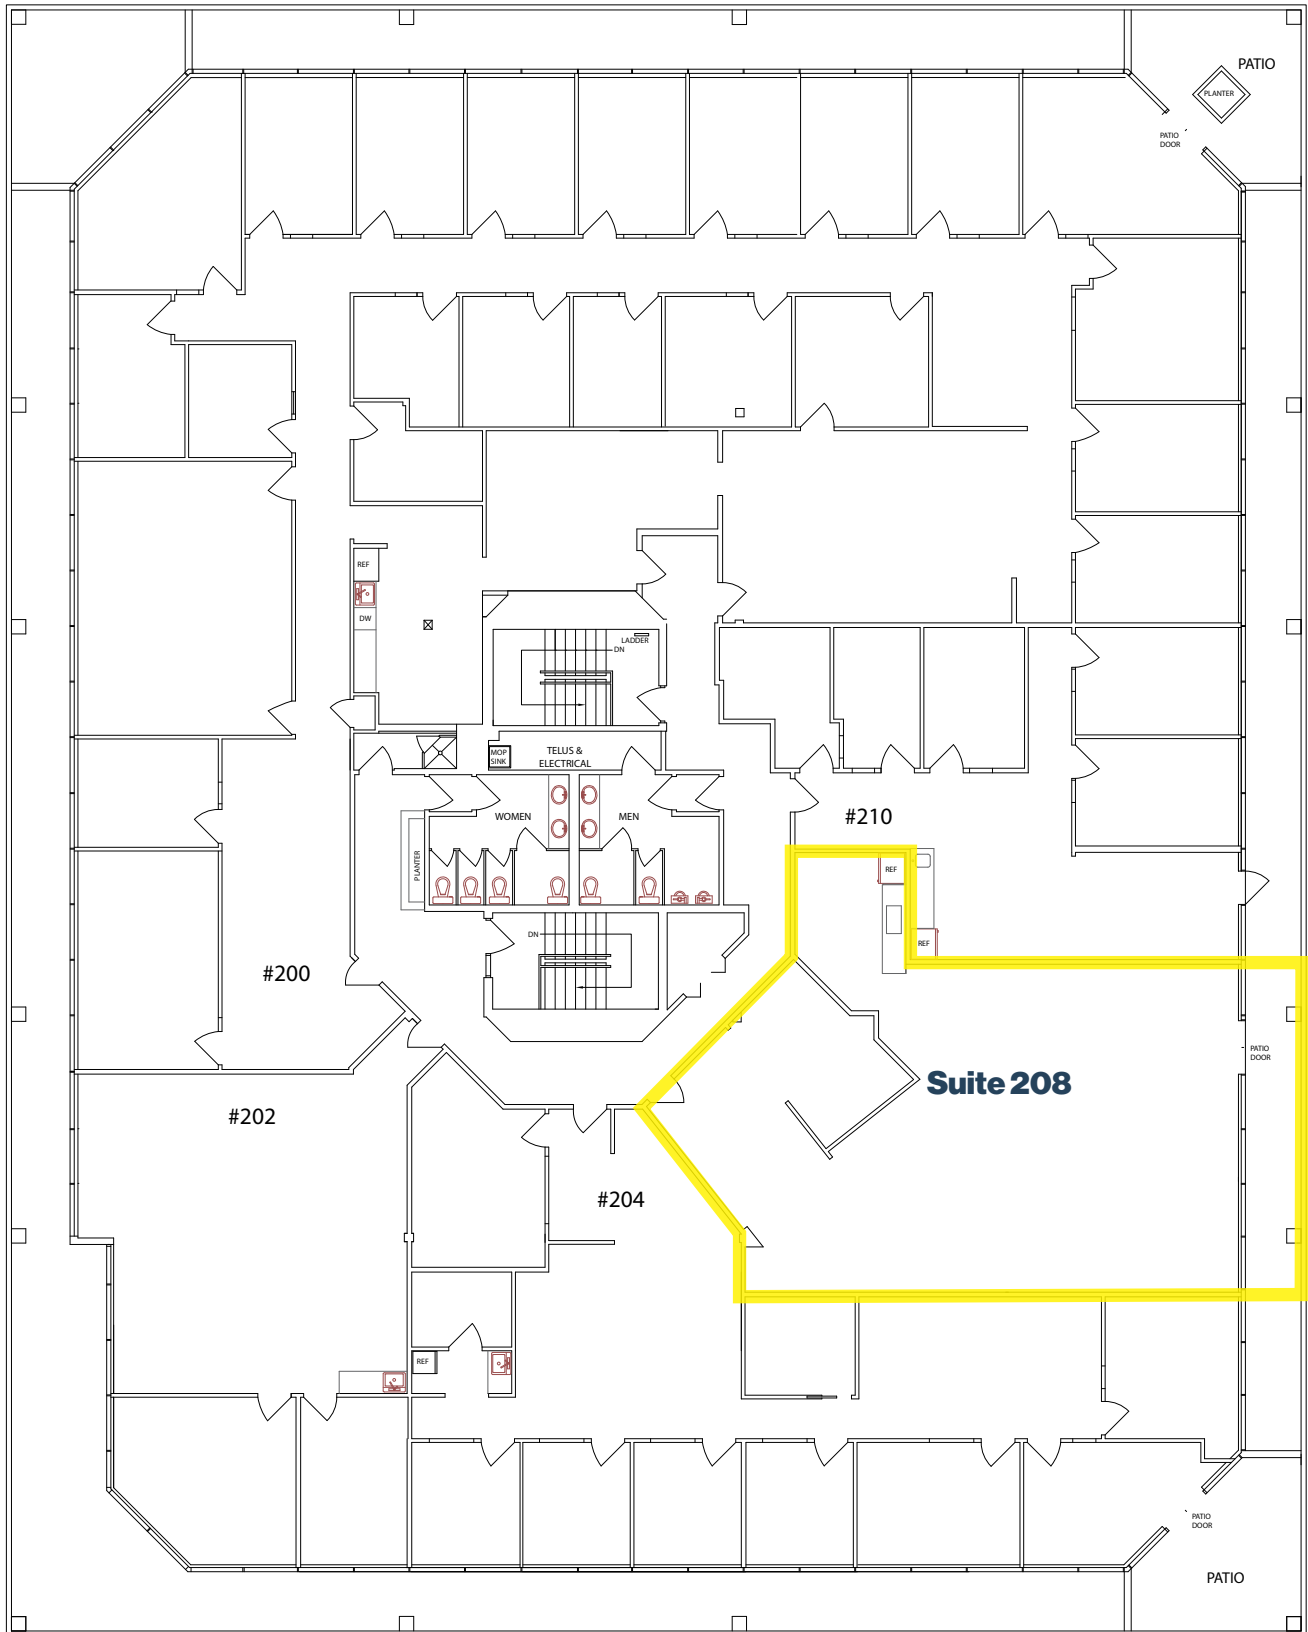 PATIO
PLANTER
PATIO
DOOR
REF
DW
LADDER
DN
MOP
SINK
TELUS &
ELECTRICAL
WOMEN
MEN
#210
PLANTER
REF
DN
REF
#200
PATIO
DOOR
Suite 208
#202
#204
REF
PATIO
DOOR
PATIO